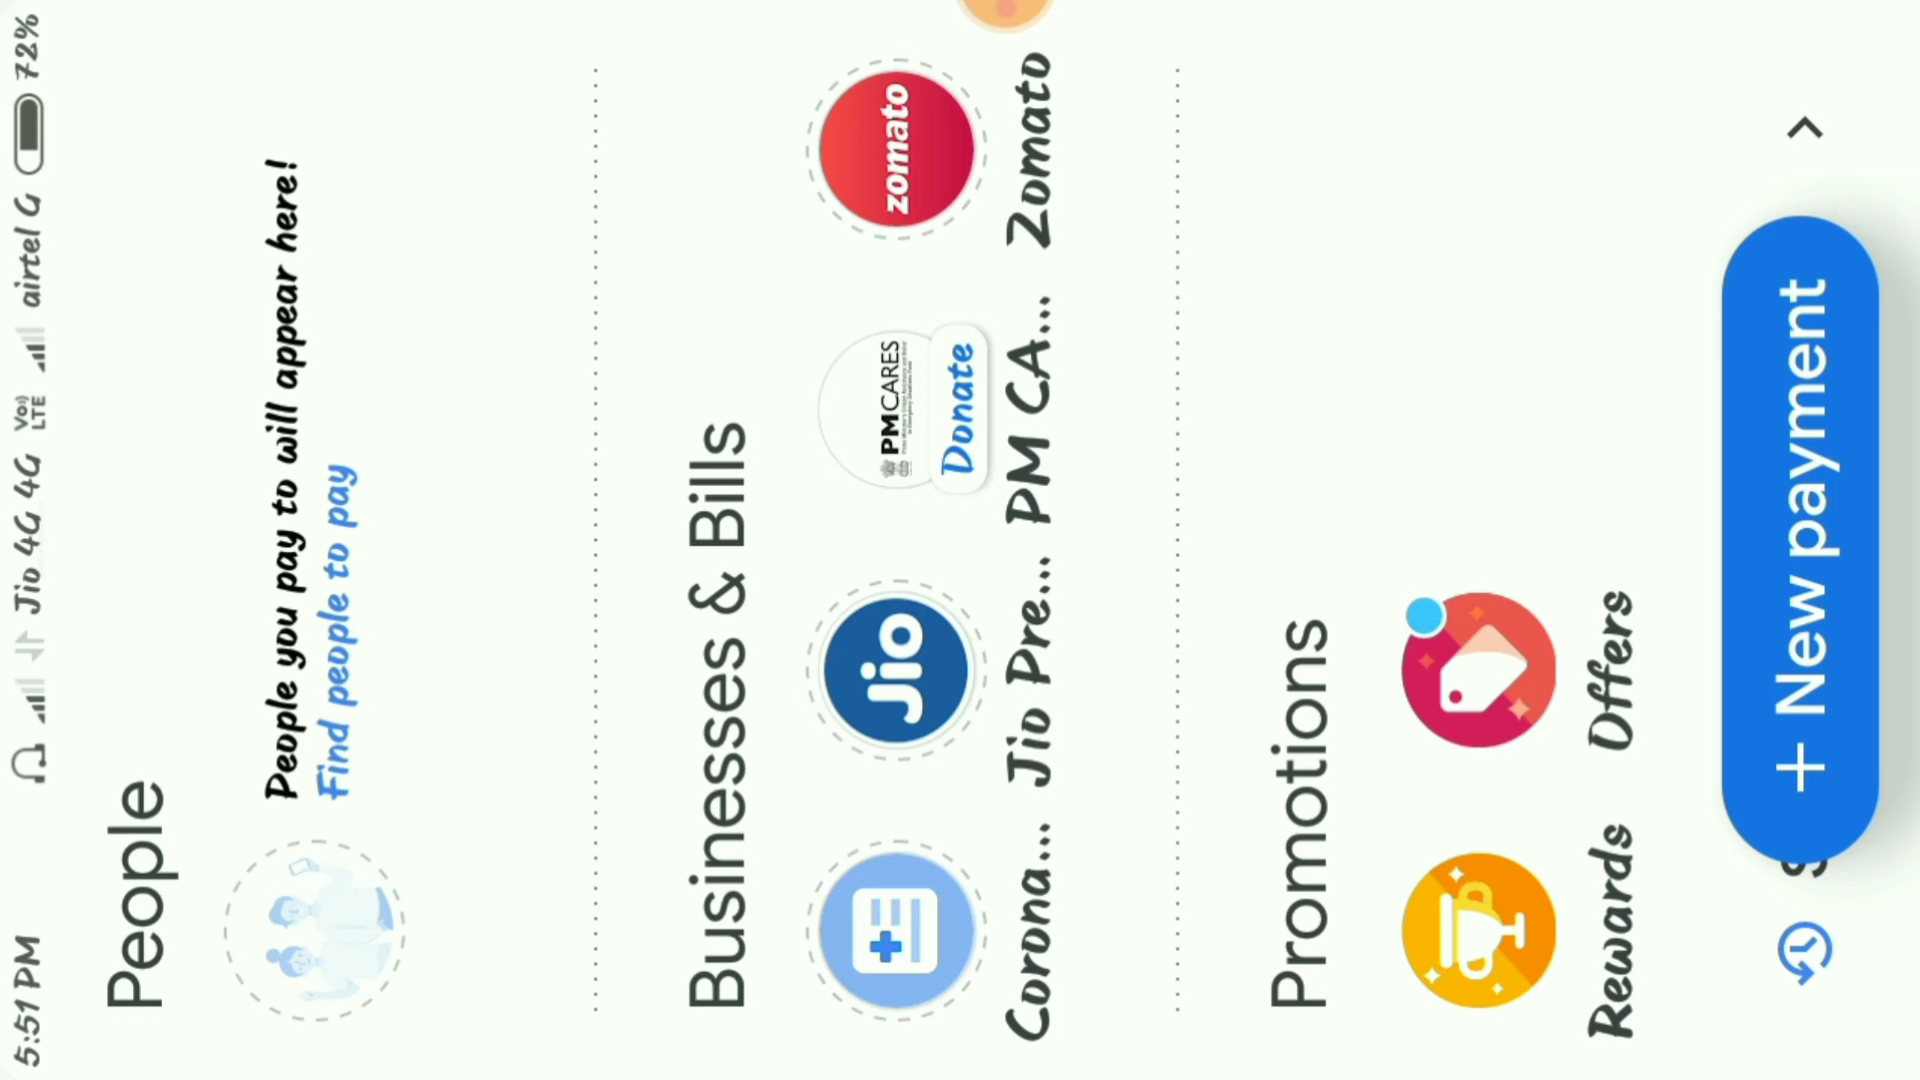 5:51 PM Jio 4G 4G Vo) LTE airtel G 72%
People
People you pay to will appear here!
Find people to pay
Businesses & Bills
Jio
PM CARES
Donate
zomato
Corona... Jio Pre... PM CA... Zomato
Promotions
Rewards Offers
+ New payment